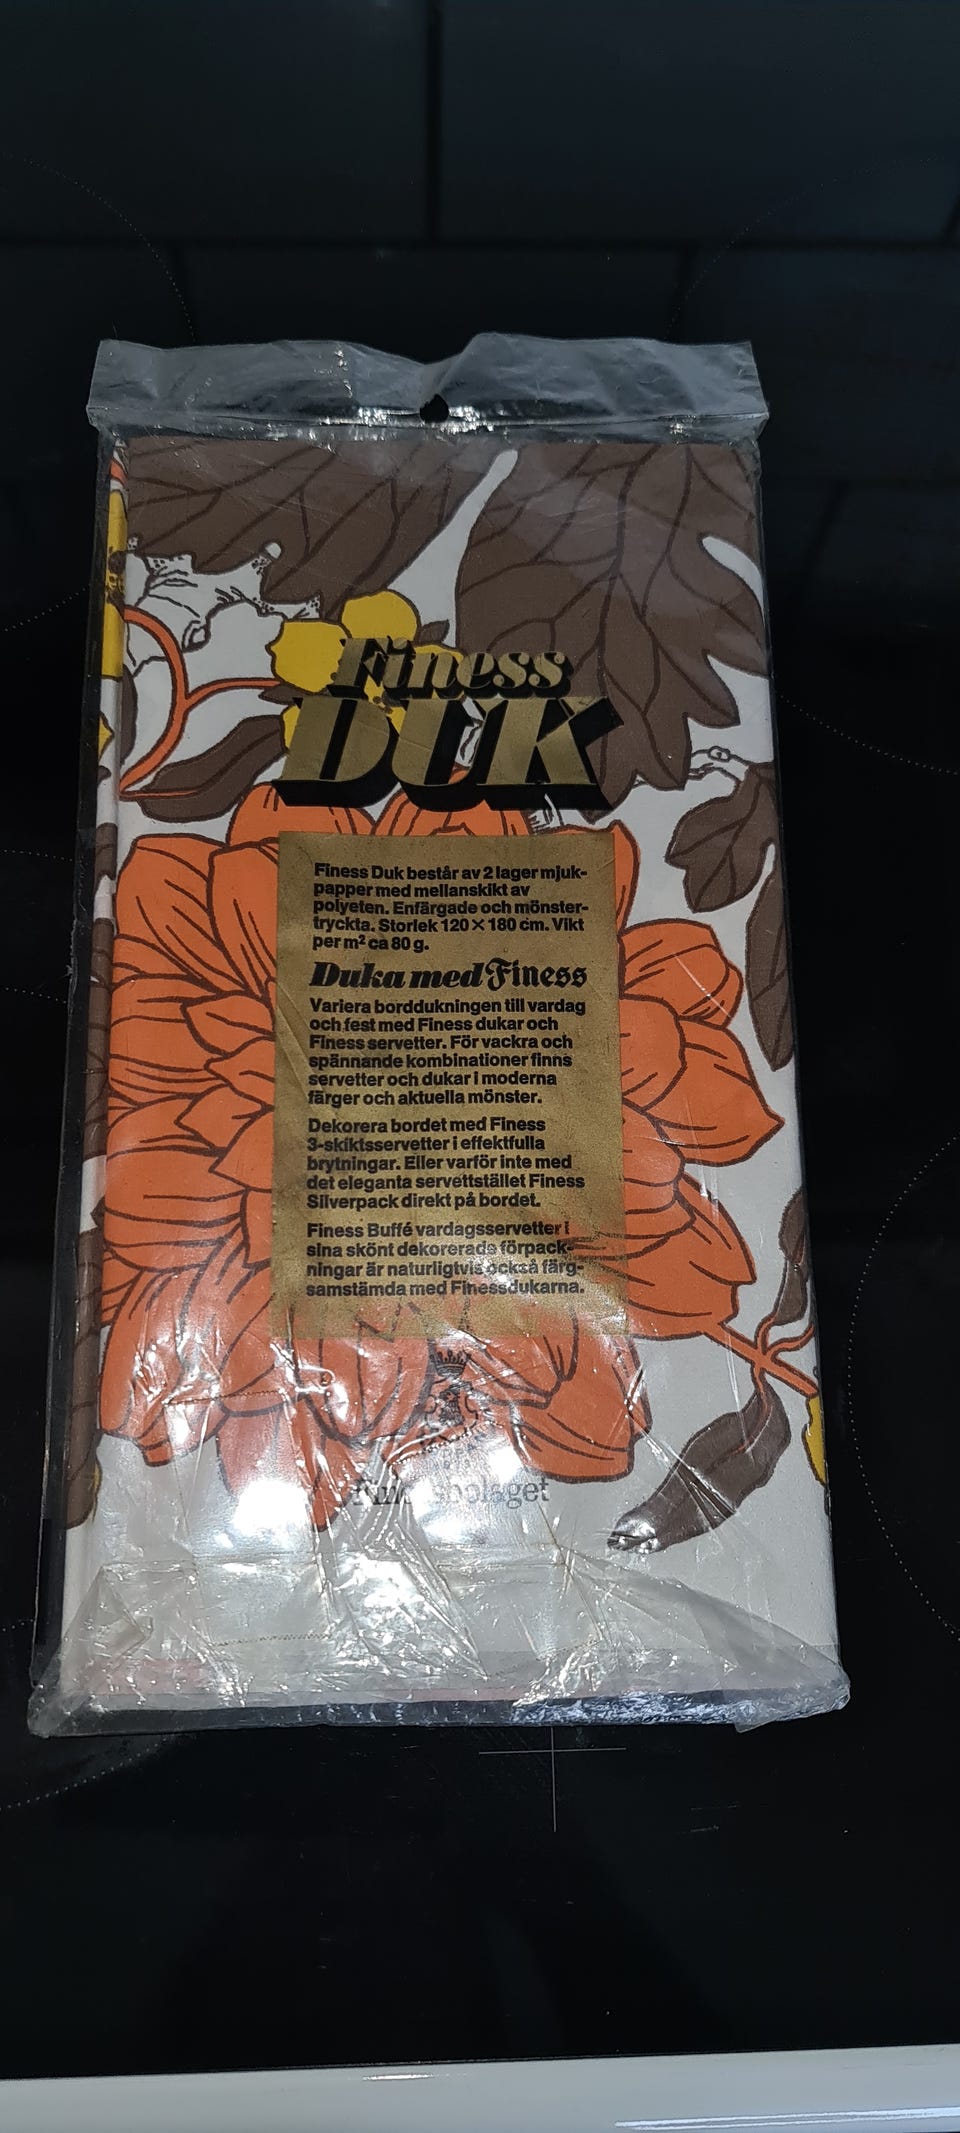 Finess
DUK
Finess Duk består av 2 lager mjuk-
papper med mellanskikt av
polyeten. Enfärgade och mönster-
tryckta. Storlek 120 × 180 cm. Vikt
per m² ca 80 g.
Duka med Finess
Variera borddukningen till vardag
och fest med Finess dukar och
Finess servetter. För vackra och
spännande kombinationer finns
servetter och dukar i moderna
färger och aktuella mönster.
Dekorera bordet med Finess
3-skiktsservetter i effektfulla
brytningar. Eller varför inte med
det eleganta servettstället Finess
Silverpack direkt på bordet.
Finess Buffé vardagsservetter i
sina skönt dekorerade förpack-
ningar är naturligtvis också färg-
samstämda med Finessdukarna.